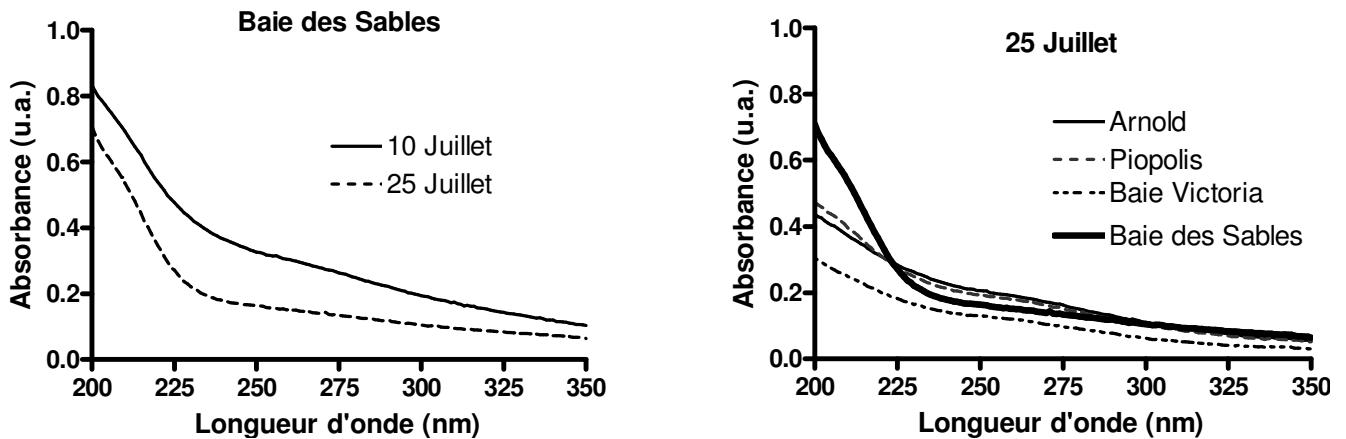 Baie des Sables
1.0
0.8
0.6
0.4
0.2
0.0
Absorbance (u.a.)
10 Juillet
25 Juillet
200 225 250 275 300 325 350
Longueur d'onde (nm)
25 Juillet
1.0
0.8
0.6
0.4
0.2
0.0
Absorbance (u.a.)
Arnold
Piopolis
Baie Victoria
Baie des Sables
200 225 250 275 300 325 350
Longueur d'onde (nm)